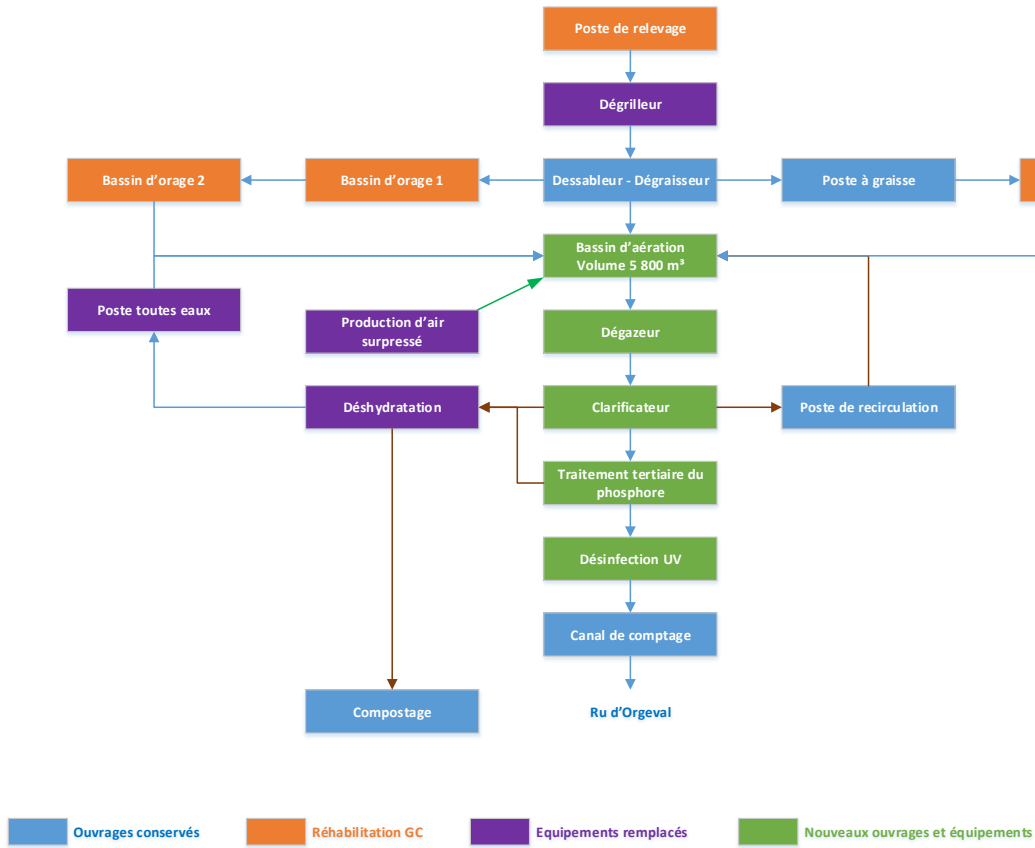 Poste de relevage
Dégrilleur
Bassin d'orage 2
Bassin d'orage 1
Dessableur - Dégraisseur
Poste à graisse
Bassin d'aération
Volume 5 800 m³
Poste toutes eaux
Production d'air
surpressé
Dégazeur
Déshydratation
Clarificateur
Poste de recirculation
Traitement tertiaire du
phosphore
Désinfection UV
Canal de comptage
Compostage
Ru d'Orgeval
Ouvrages conservés
Réhabilitation GC
Equipements remplacés
Nouveaux ouvrages et équipements